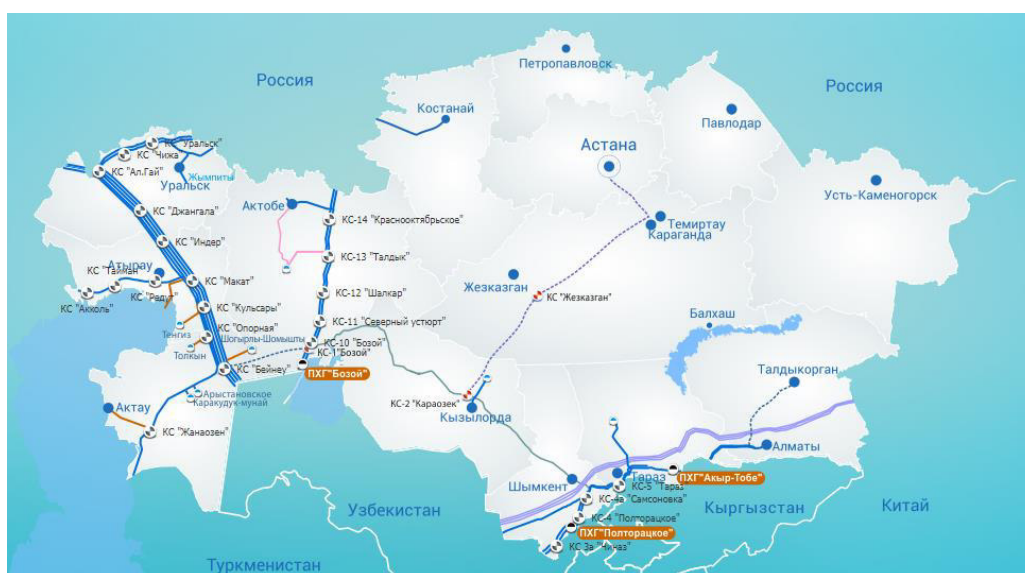 Петропавловск
Россия
Россия
Костанай
Павлодар
КС "Уральск"
КС "Чижа
КС "Ал.Гай"
Жымпиты
Уральск
Астана
Усть-Каменогорск
Актобе
КС "Джангала"
КС-14 "Краснооктябрьское"
Темиртау
Караганда
КС "Индер"
КС-13 "Талдык"
Атырау
КС "Тайман"
КС "Макат"
Жезказган
КС "Редут"
КС "Акколь"
КС-12 "Шалкар"
КС "Жезказган"
КС "Кульсары"
Балхаш
КС-11 "Северный устюрт"
КС "Опорная"
Тенгиз
Шогырлы-Шомышты
КС-10 "Бозой"
КС-1"Бозой"
Толкын
КС "Бейнеу"
ПХГ"Бозой"
Талдыкорган
Арыстановское
Каракудук-мунай
КС-2 "Караозек"
Актау
Кызылорда
КС "Жанаозен"
Алматы
Тараз
ПХГ"Акыр-Тобе"
Шымкент
КС-5 "Тараз
КС-4а "Самсоновка"
Узбекистан
Кыргызстан
Китай
КС-4 "Полторацкое"
ПХГ"Полторацкое"
КС 3а "Чиназ"
Туркменистан